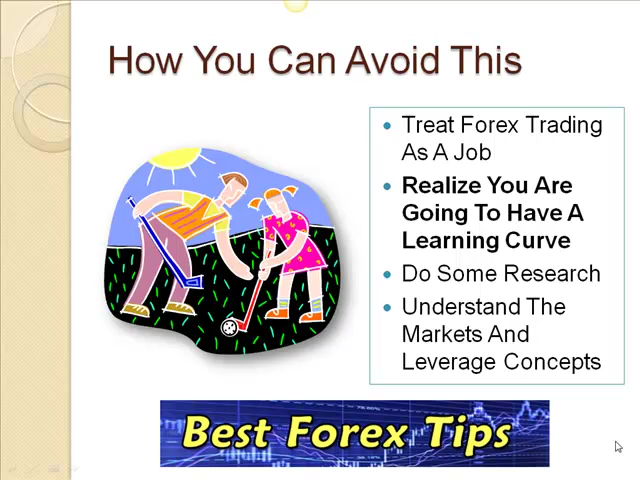 How You Can Avoid This
Treat Forex Trading
As A Job
Realize You Are
Going To Have A
Learning Curve
Do Some Research
Understand The
Markets And
Leverage Concepts
Best Forex Tips